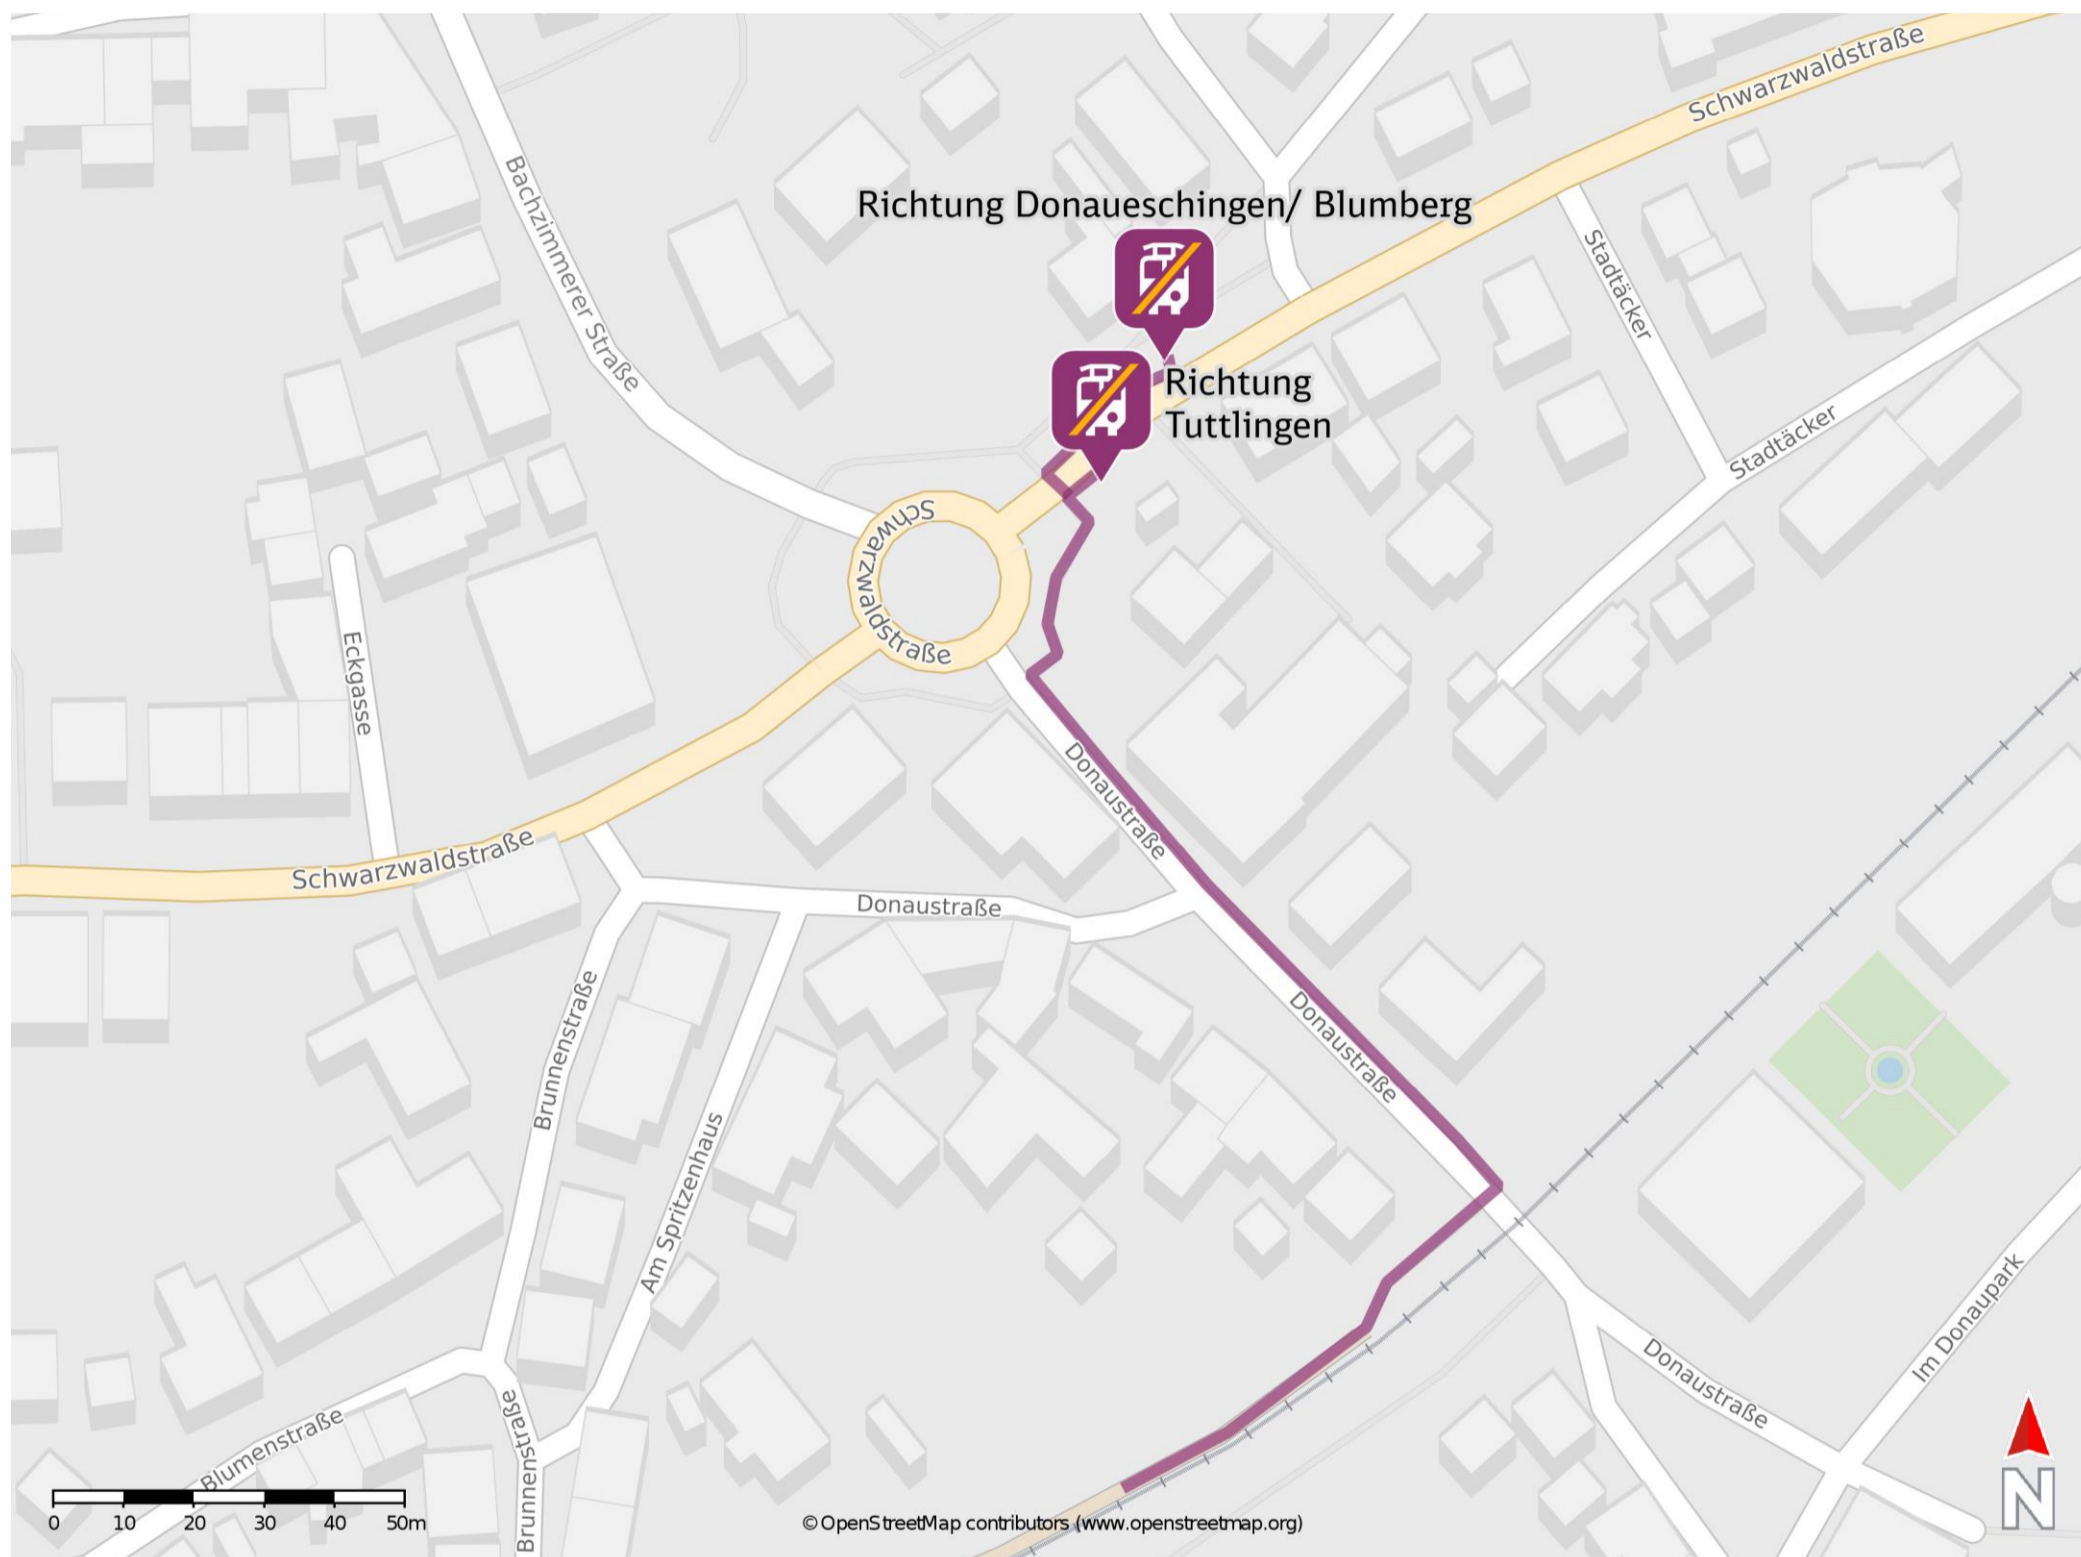 Schwarzwaldstraße
Bachzimmerer Straße
Richtung Donaueschingen/ Blumberg
Stadtäcker
Richtung
Tuttlingen
Stadtäcker
Schwarzwaldstraße
Eckgasse
Donaustraße
Schwarzwaldstraße
Donaustraße
Brunnenstraße
Donaustraße
Am Spritzenhaus
Im Donaupark
Donaustraße
Blumenstraße
Brunnenstraße
0 10 20 30 40 50m
© OpenStreetMap contributors (www.openstreetmap.org)
N